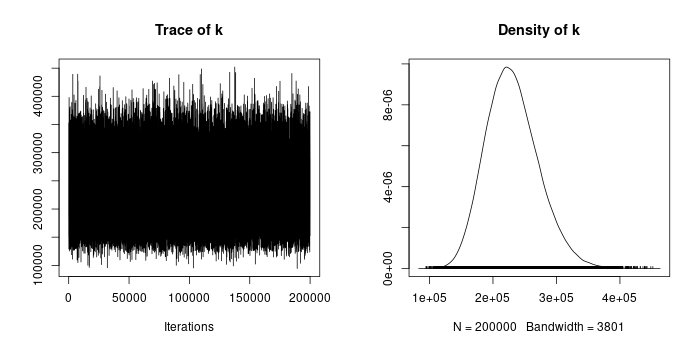 Trace of k
400000
300000
200000
100000
0 50000 100000 150000 200000
Iterations
Density of k
8e-06
4e-06
0e+00
1e+05 2e+05 3e+05 4e+05
N = 200000 Bandwidth = 3801